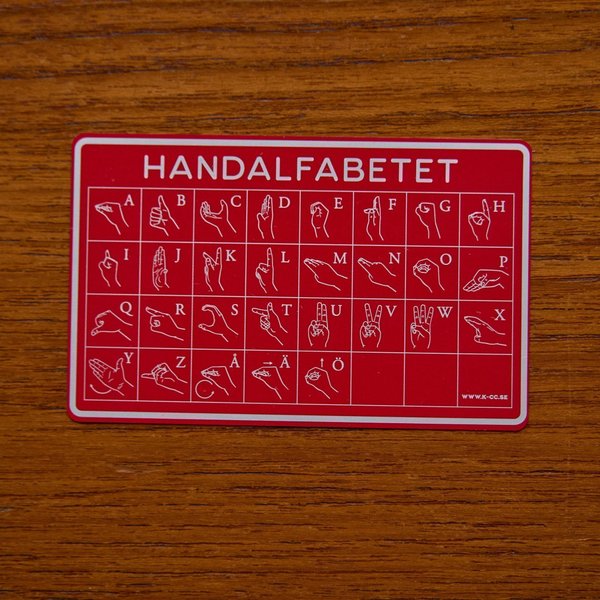 HANDALFABETET
A B C D E F G H
I J K L M N O P
Q R S T U V W X
Y Z Å Ä Ö
WWW.K-CC.SE